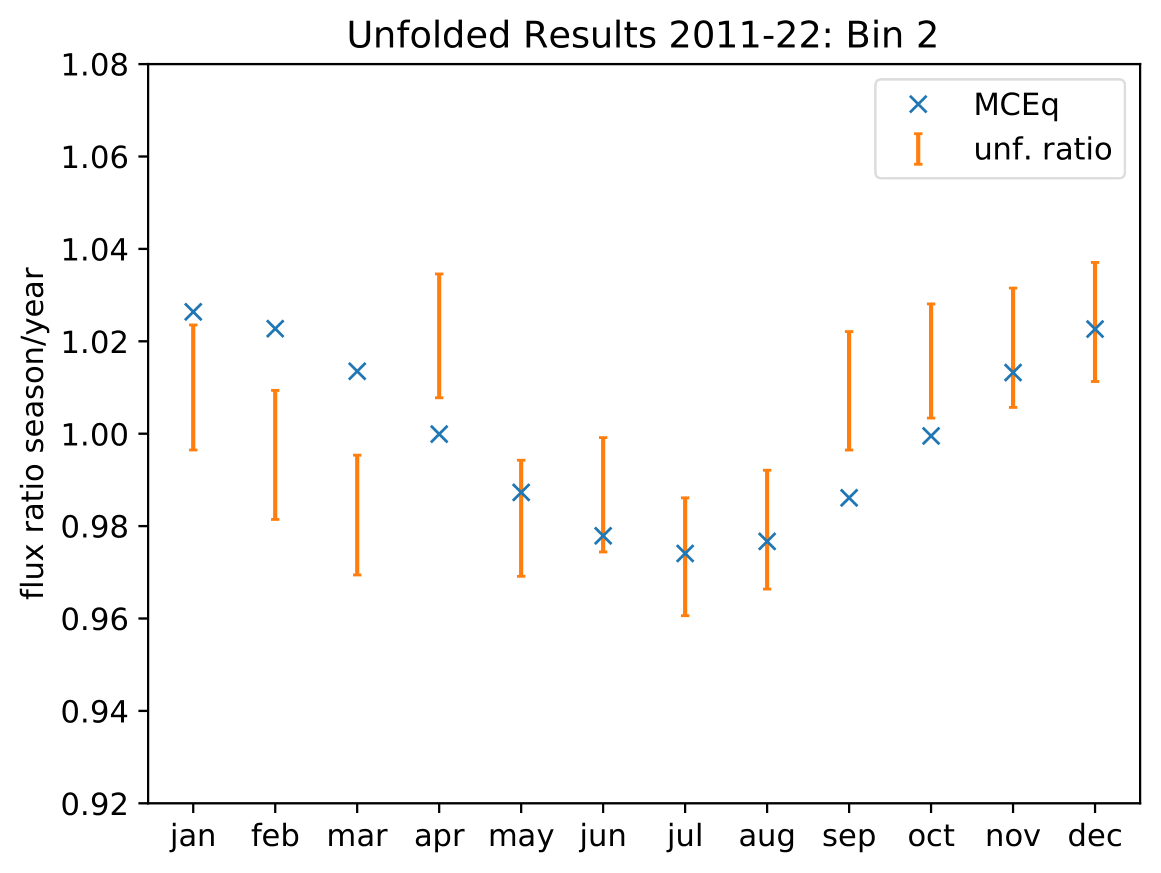 Unfolded Results 2011-22: Bin 2
1.08
1.06
1.04
1.02
1.00
0.98
0.96
0.94
0.92
flux ratio season/year
MCEq
unf. ratio
jan feb mar apr may jun jul aug sep oct nov dec